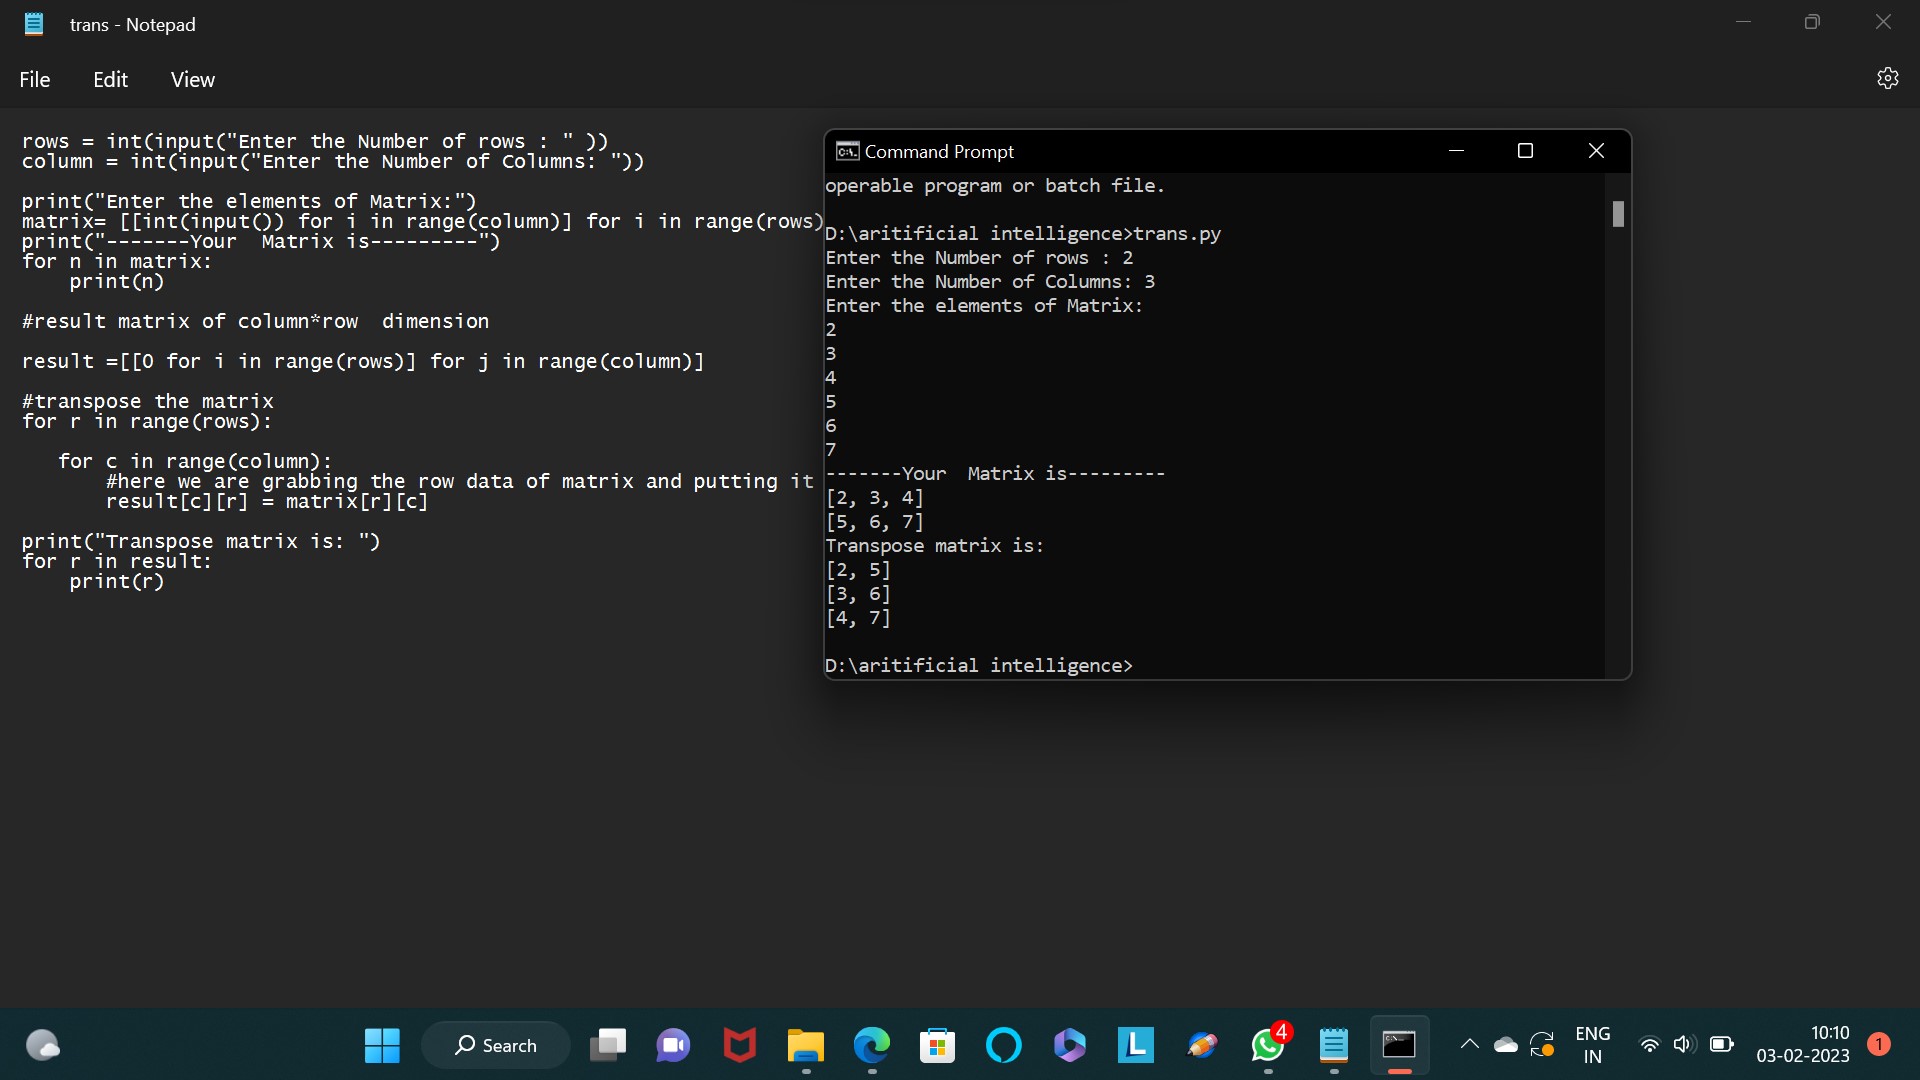 trans - Notepad
File Edit View
rows = int(input("Enter the Number of rows : " ))
column = int(input("Enter the Number of Columns: "))
print("Enter the elements of Matrix:")
matrix= [[int(input()) for i in range(column)] for i in range(rows)
print("-------Your  Matrix is---------")
for n in matrix:
    print(n)
#result matrix of column*row  dimension
result =[[0 for i in range(rows)] for j in range(column)]
#transpose the matrix
for r in range(rows):
   for c in range(column):
       #here we are grabbing the row data of matrix and putting it
       result[c][r] = matrix[r][c]
print("Transpose matrix is: ")
for r in result:
    print(r)
Command Prompt
operable program or batch file.
D:\aritificial intelligence>trans.py
Enter the Number of rows : 2
Enter the Number of Columns: 3
Enter the elements of Matrix:
2
3
4
5
6
7
-------Your  Matrix is---------
[2, 3, 4]
[5, 6, 7]
Transpose matrix is:
[2, 5]
[3, 6]
[4, 7]
D:\aritificial intelligence>
Search
L
4
ENG
IN
10:10
03-02-2023
1